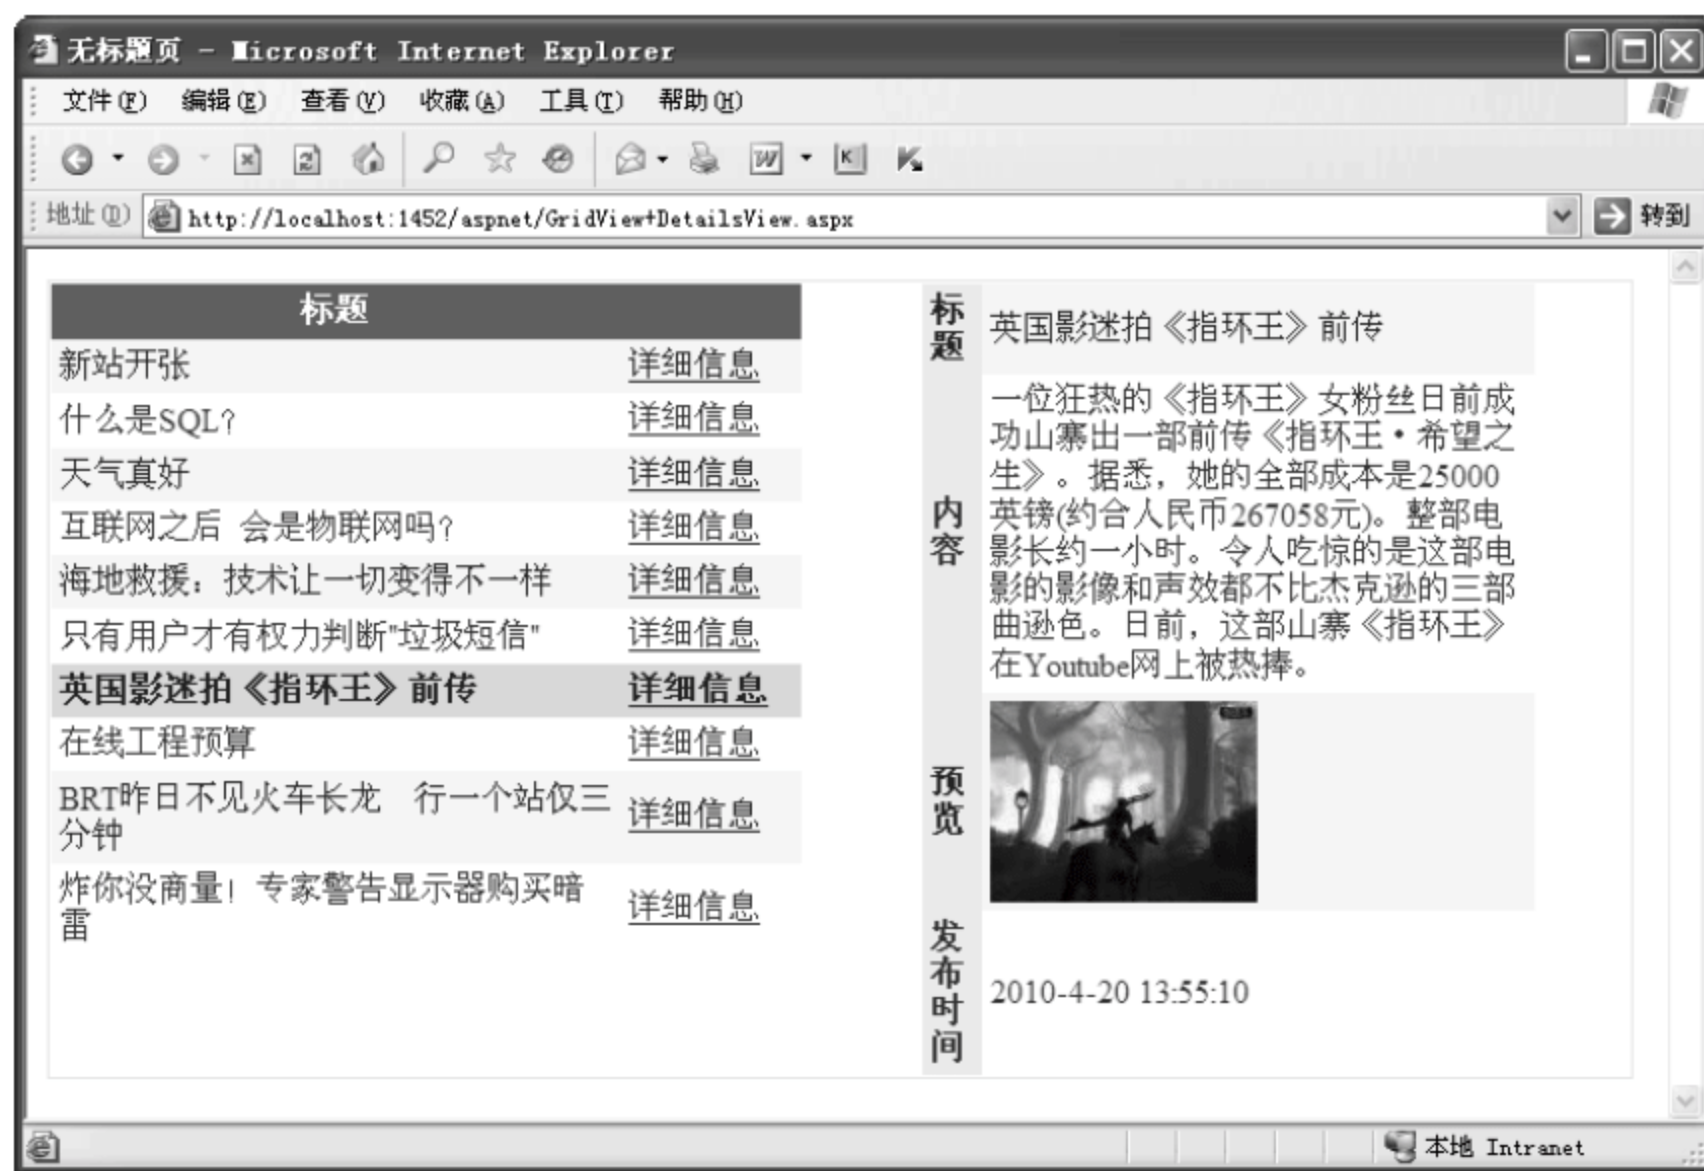 无标题页 - Microsoft Internet Explorer
文件(F) 编辑(E) 查看(V) 收藏(A) 工具(T) 帮助(H)
地址(D) http://localhost:1452/aspnet/GridView+DetailsView.aspx 转到
标题
新站开张 详细信息
什么是SQL? 详细信息
天气真好 详细信息
互联网之后 会是物联网吗? 详细信息
海地救援：技术让一切变得不一样 详细信息
只有用户才有权力判断"垃圾短信" 详细信息
英国影迷拍《指环王》前传 详细信息
在线工程预算 详细信息
BRT昨日不见火车长龙 行一个站仅三
分钟 详细信息
炸你没商量！专家警告显示器购买暗
雷 详细信息
标
题
英国影迷拍《指环王》前传
内
容
一位狂热的《指环王》女粉丝日前成
功山寨出一部前传《指环王·希望之
生》。据悉，她的全部成本是25000
英镑(约合人民币267058元)。整部电
影长约一小时。令人吃惊的是这部电
影的影像和声效都不比杰克逊的三部
曲逊色。日前，这部山寨《指环王》
在Youtube网上被热捧。
预
览
发
布
时
间
2010-4-20 13:55:10
本地 Intranet